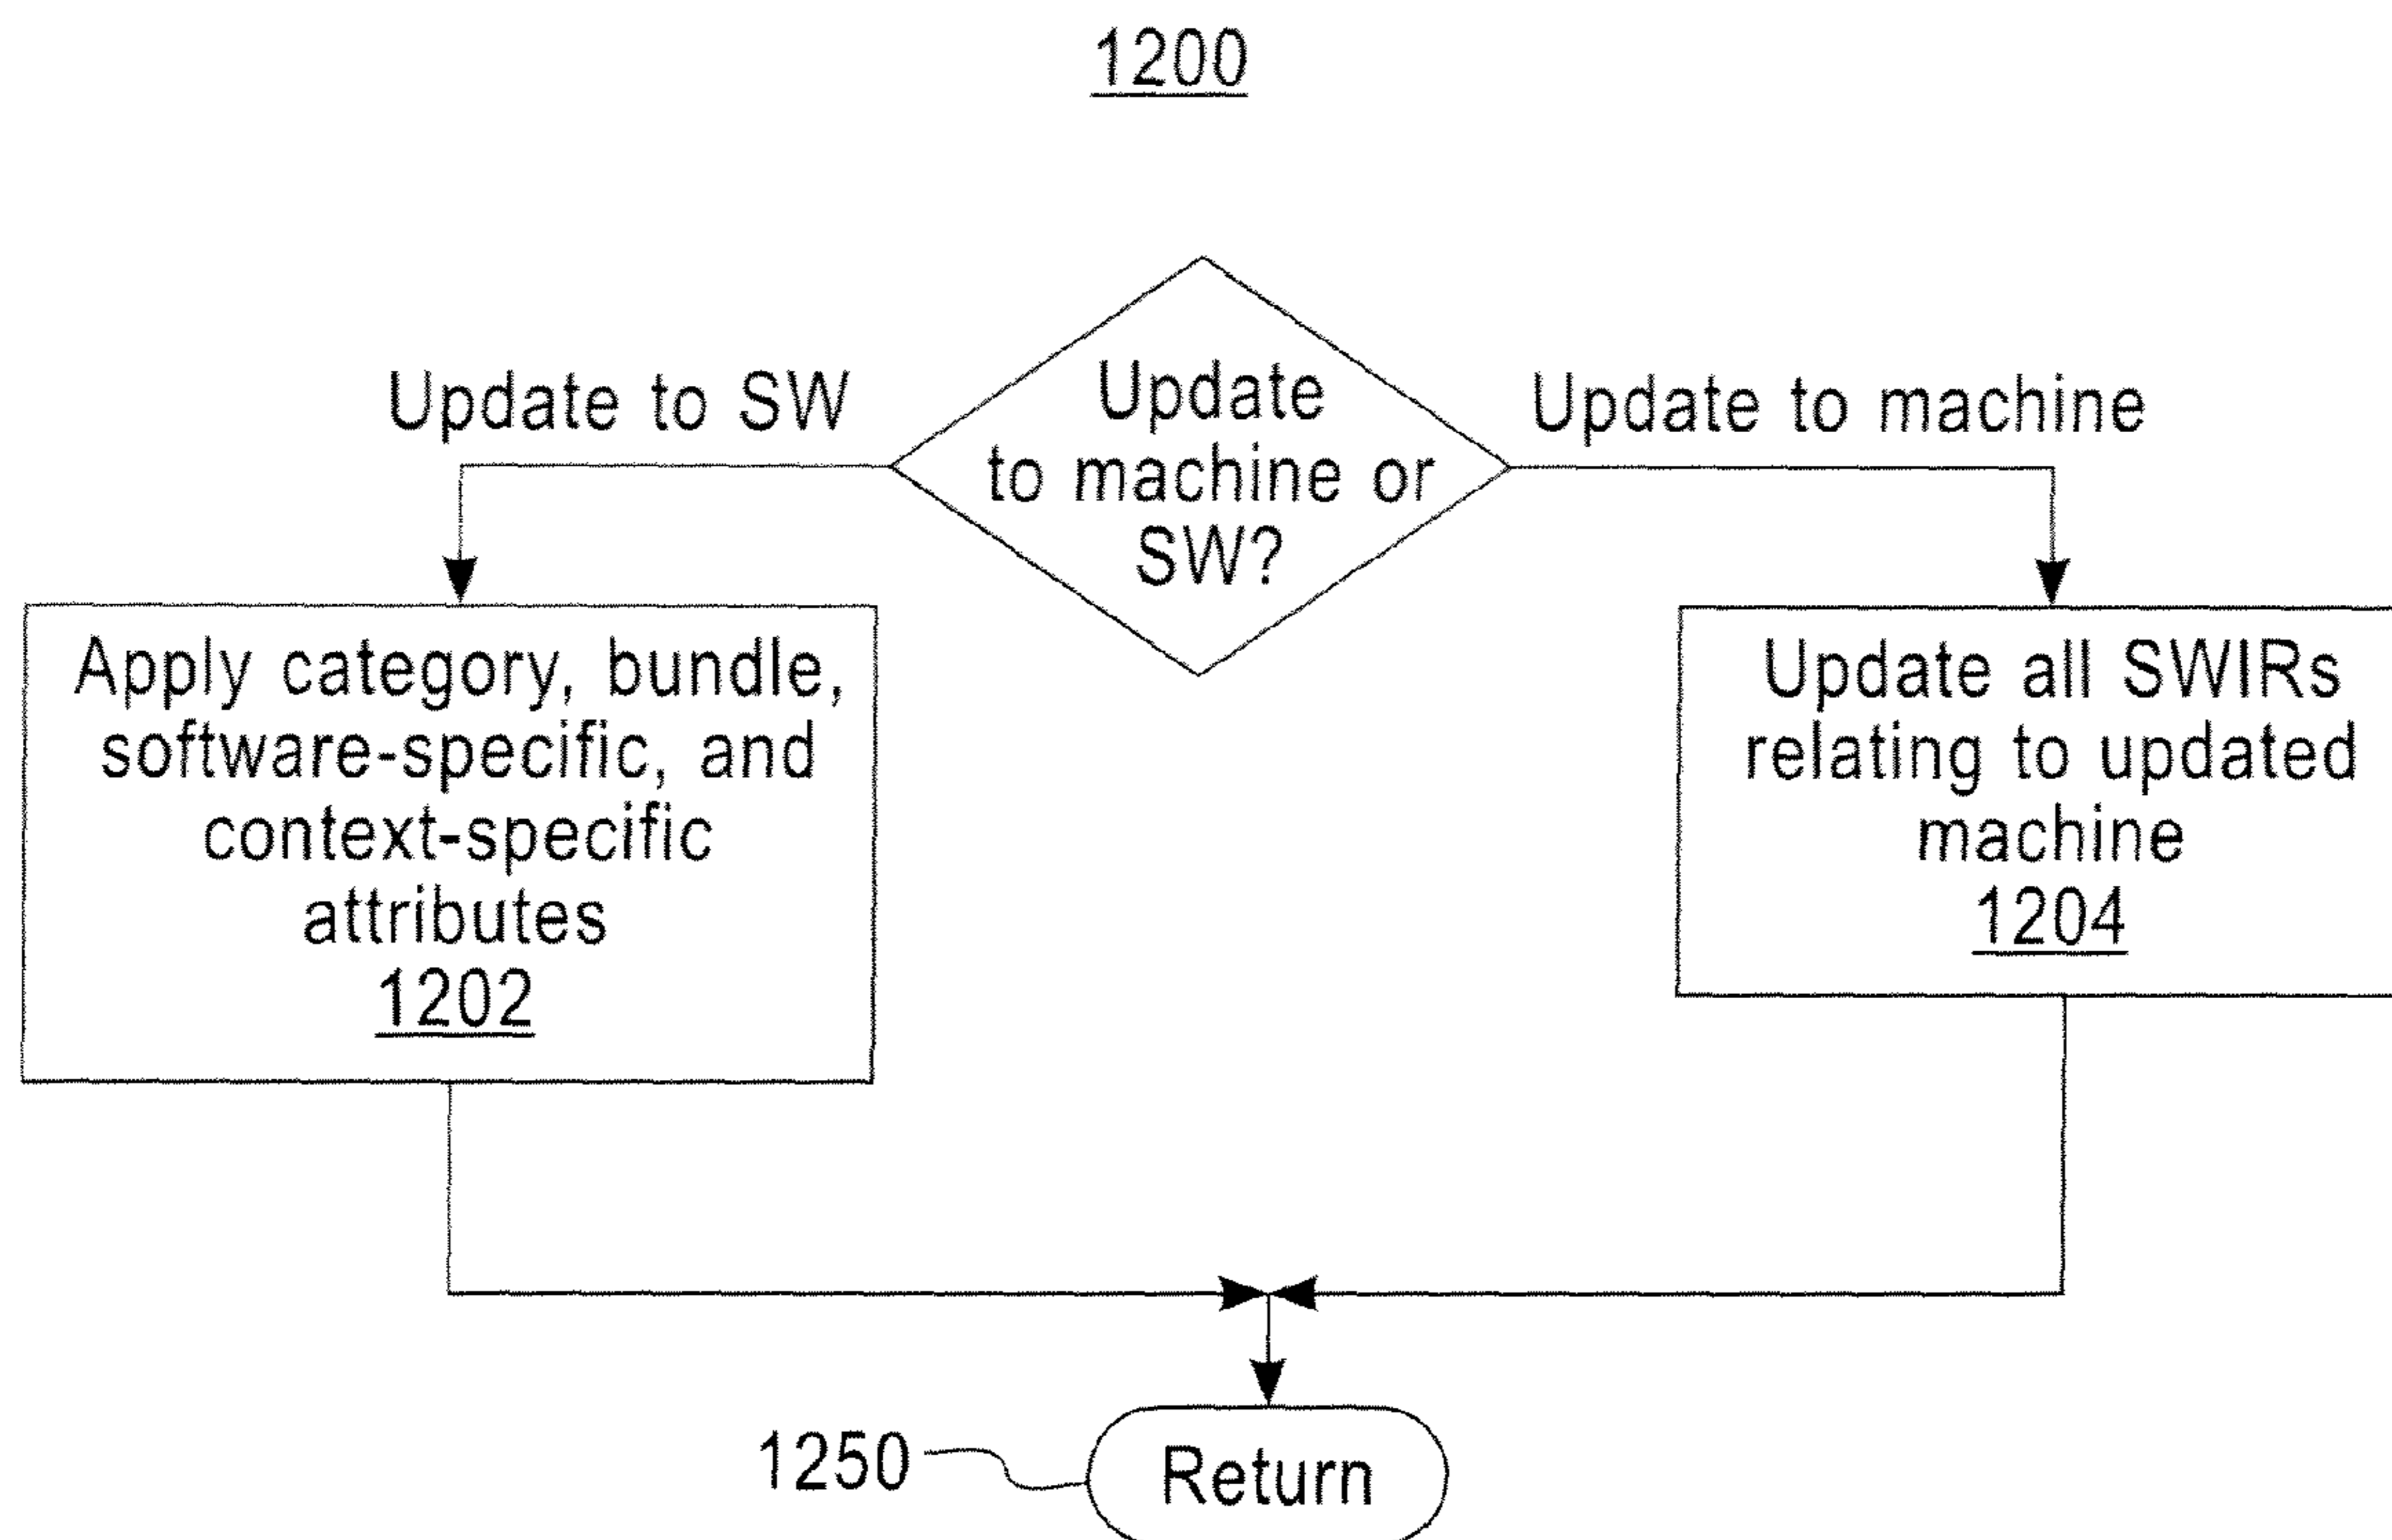 1200
Update to SW
Update
to machine or
SW?
Update to machine
Apply category, bundle,
software-specific, and
context-specific
attributes
1202
Update all SWIRs
relating to updated
machine
1204
1250
Return